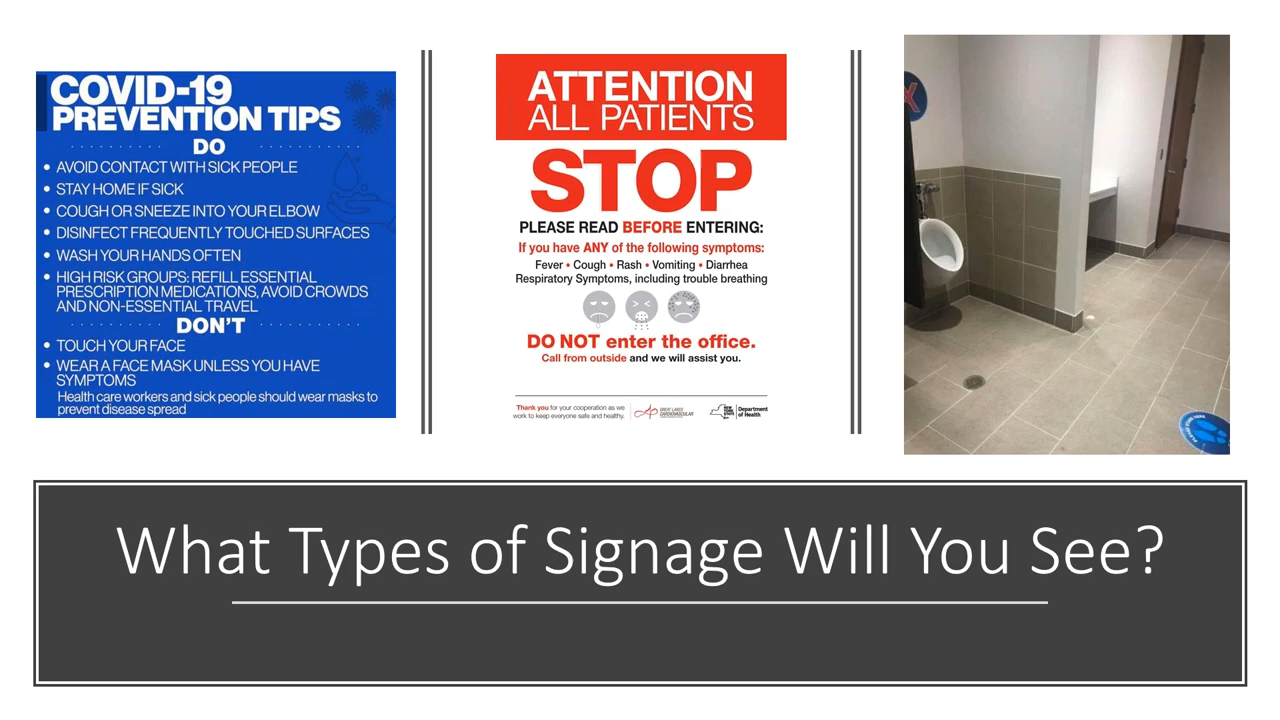 COVID-19
PREVENTION TIPS
DO
• AVOID CONTACT WITH SICK PEOPLE
• STAY HOME IF SICK
• COUGH OR SNEEZE INTO YOUR ELBOW
• DISINFECT FREQUENTLY TOUCHED SURFACES
• WASH YOUR HANDS OFTEN
• HIGH RISK GROUPS: REFILL ESSENTIAL
PRESCRIPTION MEDICATIONS, AVOID CROWDS
AND NON-ESSENTIAL TRAVEL
DON'T
• TOUCH YOUR FACE
• WEAR A FACE MASK UNLESS YOU HAVE
SYMPTOMS
Health care workers and sick people should wear masks to
prevent disease spread
ATTENTION
ALL PATIENTS
STOP
PLEASE READ BEFORE ENTERING:
If you have ANY of the following symptoms:
Fever • Cough • Rash • Vomiting • Diarrhea
Respiratory Symptoms, including trouble breathing
DO NOT enter the office.
Call from outside and we will assist you.
Thank you for your cooperation as we
work to keep everyone safe and healthy.
GREAT LAKES
CARDIOVASCULAR
NEW YORK STATE
Department
of Health
What Types of Signage Will You See?